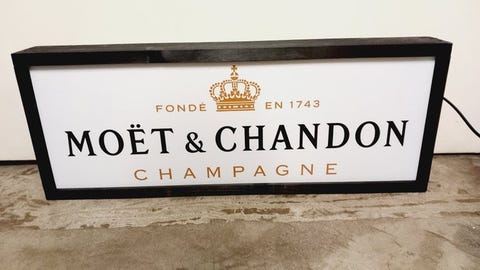 FONDÉ EN 1743
MOËT & CHANDON
CHAMPAGNE